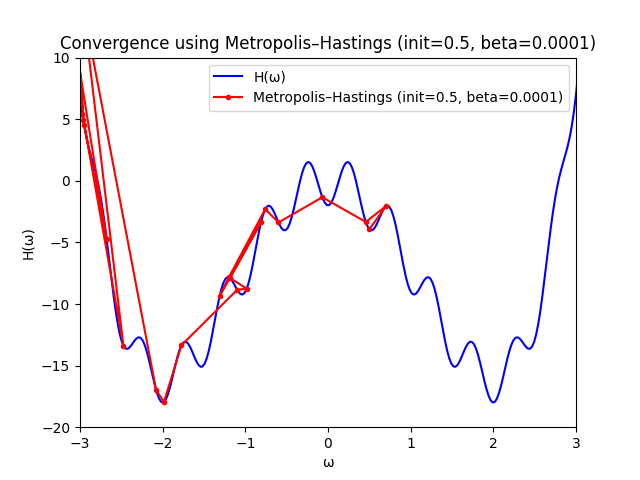 Convergence using Metropolis–Hastings (init=0.5, beta=0.0001)
H(ω)
Metropolis–Hastings (init=0.5, beta=0.0001)
10
5
0
−5
−10
−15
−20
H(ω)
−3
−2
−1
0
1
2
3
ω